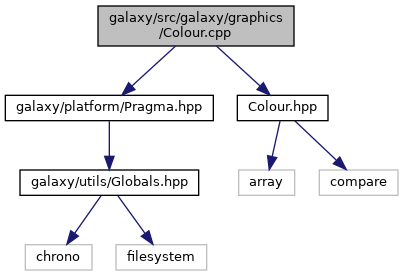 galaxy/src/galaxy/graphics
/Colour.cpp
galaxy/platform/Pragma.hpp
Colour.hpp
galaxy/utils/Globals.hpp
array
compare
chrono
filesystem